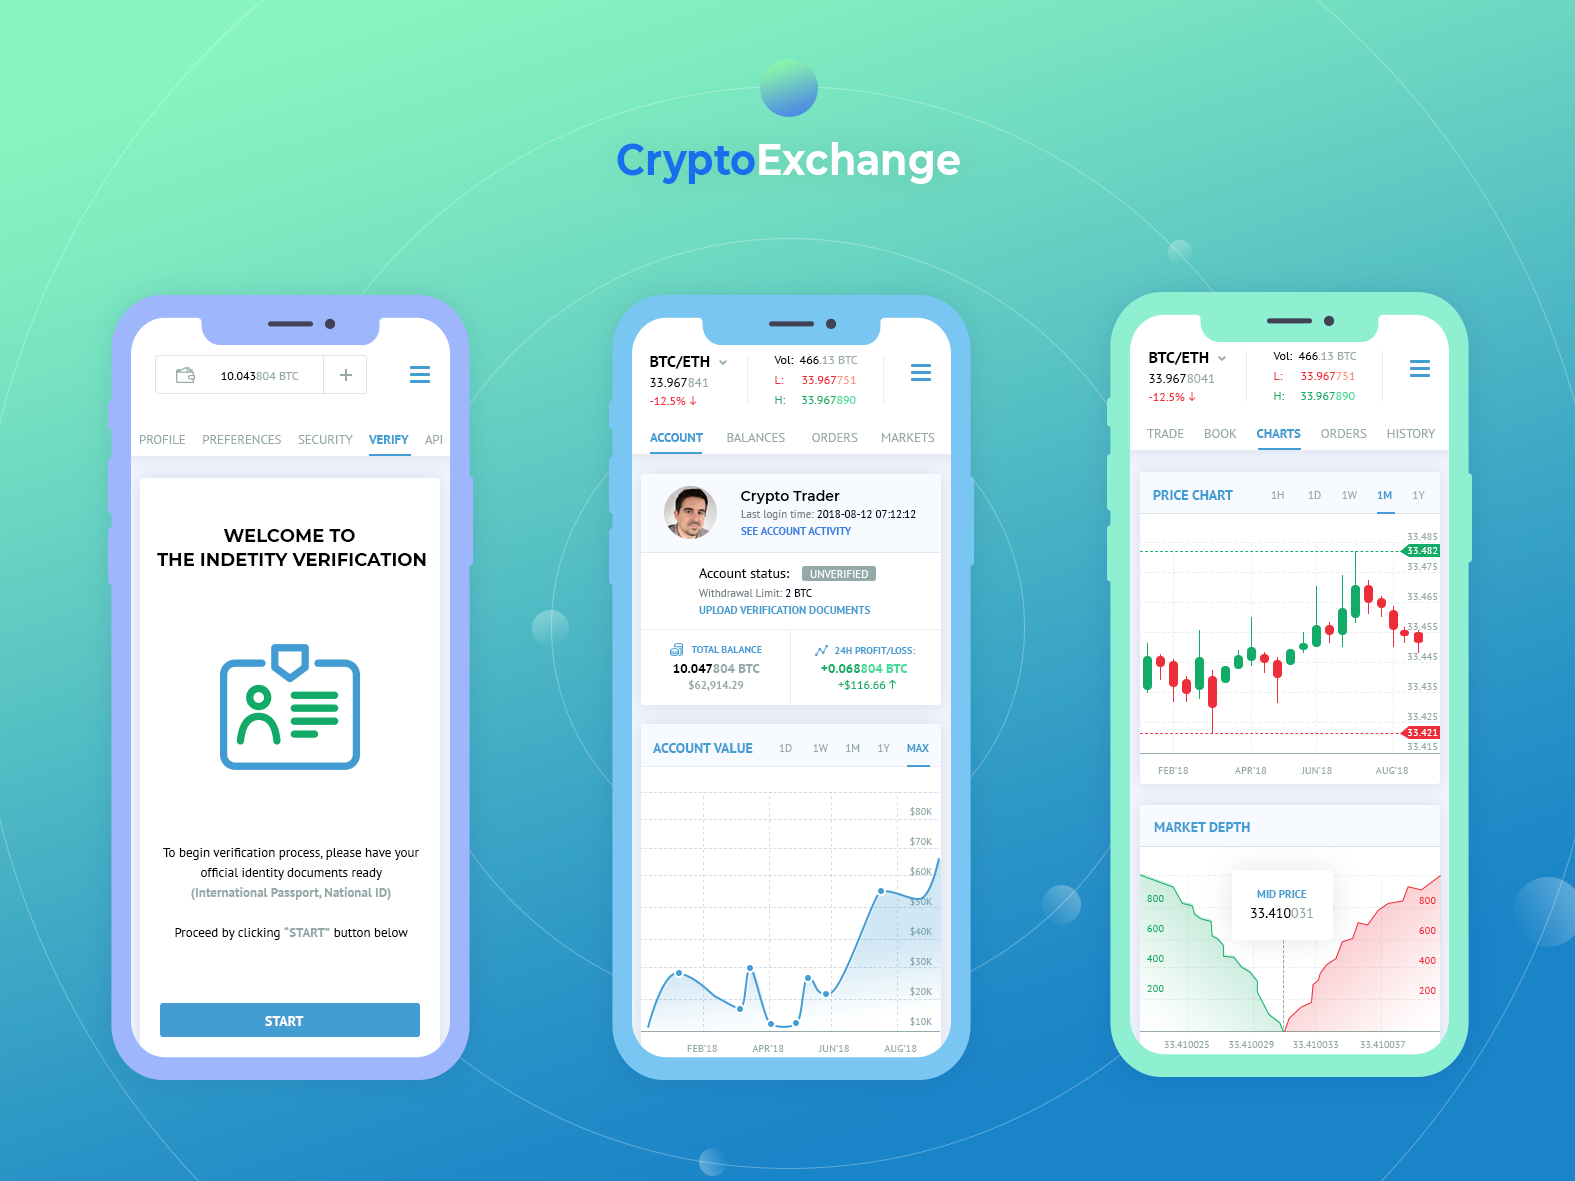 CryptoExchange
10.043804 BTC
+
PROFILE PREFERENCES SECURITY VERIFY API
WELCOME TO
THE INDETITY VERIFICATION
To begin verification process, please have your
official identity documents ready
(International Passport, National ID)
Proceed by clicking “START” button below
START
BTC/ETH
33.967841
-12.5% ↓
Vol: 466.13 BTC
L: 33.967751
H: 33.967890
ACCOUNT BALANCES ORDERS MARKETS
Crypto Trader
Last login time: 2018-08-12 07:12:12
SEE ACCOUNT ACTIVITY
Account status: UNVERIFIED
Withdrawal Limit: 2 BTC
UPLOAD VERIFICATION DOCUMENTS
TOTAL BALANCE
10.047804 BTC
$62,914.29
24H PROFIT/LOSS:
+0.068804 BTC
+$116.66 ↑
ACCOUNT VALUE 1D 1W 1M 1Y MAX
$80K
$70K
$60K
$50K
$40K
$30K
$20K
$10K
FEB'18 APR'18 JUN'18 AUG'18
BTC/ETH
33.9678041
-12.5% ↓
Vol: 466.13 BTC
L: 33.967751
H: 33.967890
TRADE BOOK CHARTS ORDERS HISTORY
PRICE CHART 1H 1D 1W 1M 1Y
33.485
33.482
33.475
33.465
33.455
33.445
33.435
33.425
33.421
33.415
FEB'18 APR'18 JUN'18 AUG'18
MARKET DEPTH
MID PRICE
33.410031
800 800
600 600
400 400
200 200
33.410025 33.410029 33.410033 33.410037